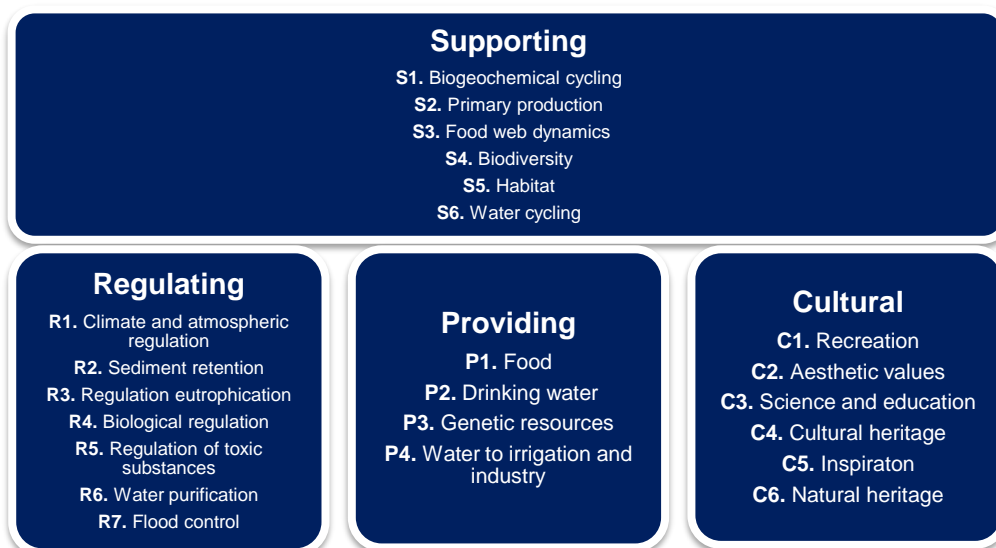 Supporting
S1. Biogeochemical cycling
S2. Primary production
S3. Food web dynamics
S4. Biodiversity
S5. Habitat
S6. Water cycling
Regulating
R1. Climate and atmospheric
regulation
R2. Sediment retention
R3. Regulation eutrophication
R4. Biological regulation
R5. Regulation of toxic
substances
R6. Water purification
R7. Flood control
Providing
P1. Food
P2. Drinking water
P3. Genetic resources
P4. Water to irrigation and
industry
Cultural
C1. Recreation
C2. Aesthetic values
C3. Science and education
C4. Cultural heritage
C5. Inspiraton
C6. Natural heritage